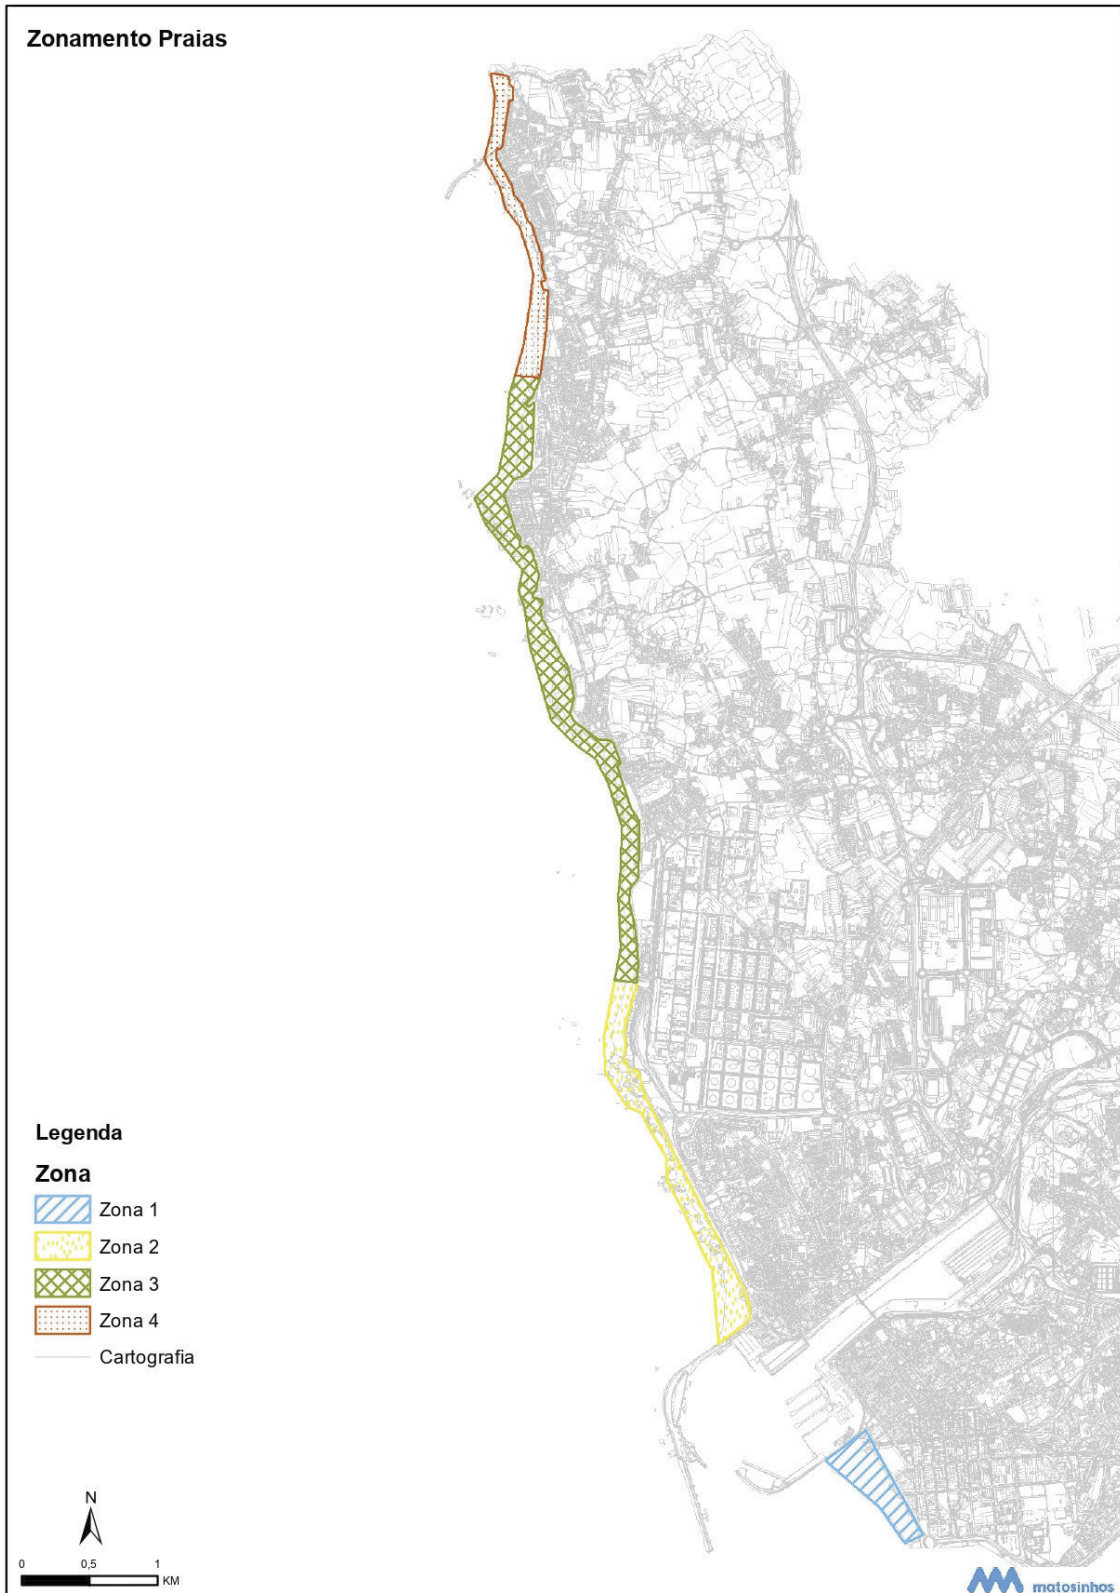 Zonamento Praias
Legenda
Zona
Zona 1
Zona 2
Zona 3
Zona 4
Cartografia
N
0 0,5 1
KM
matosinhos